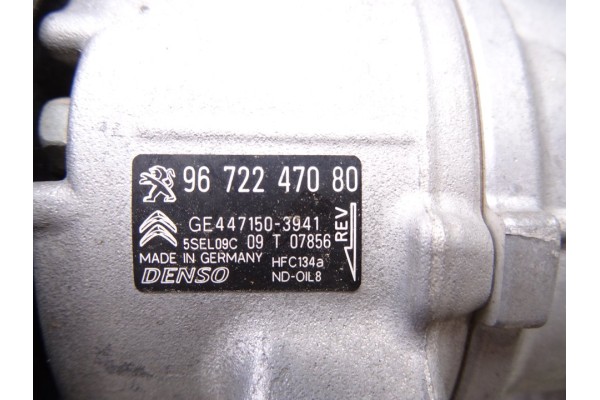 96 722 470 80
GE447150-3941
5SEL09C 09 T 07856
MADE IN GERMANY HFC134a
DENSO ND-OIL8
REV